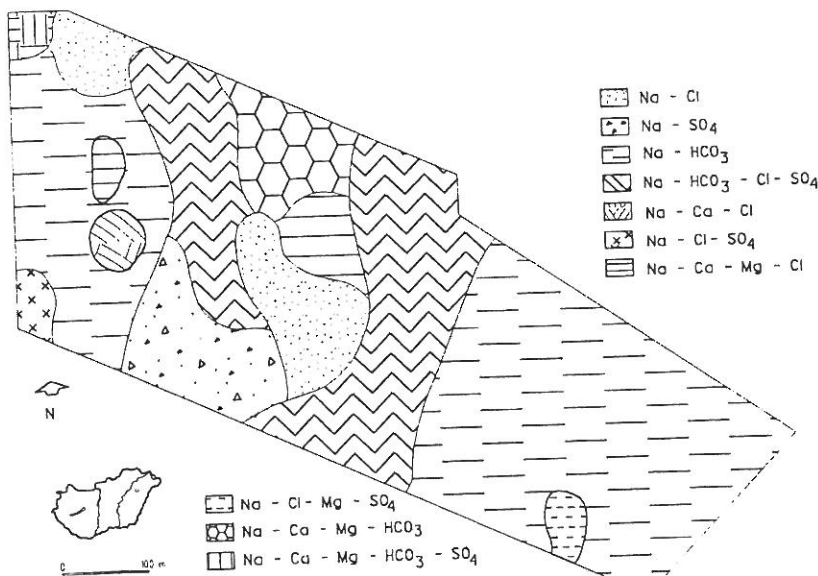 Na - Cl
Na - SO₄
Na - HCO₃
Na - HCO₃ - Cl - SO₄
Na - Ca - Cl
Na - Cl - SO₄
Na - Ca - Mg - Cl
N
Na - Cl - Mg - SO₄
Na - Ca - Mg - HCO₃
Na - Ca - Mg - HCO₃ - SO₄
0 100 m